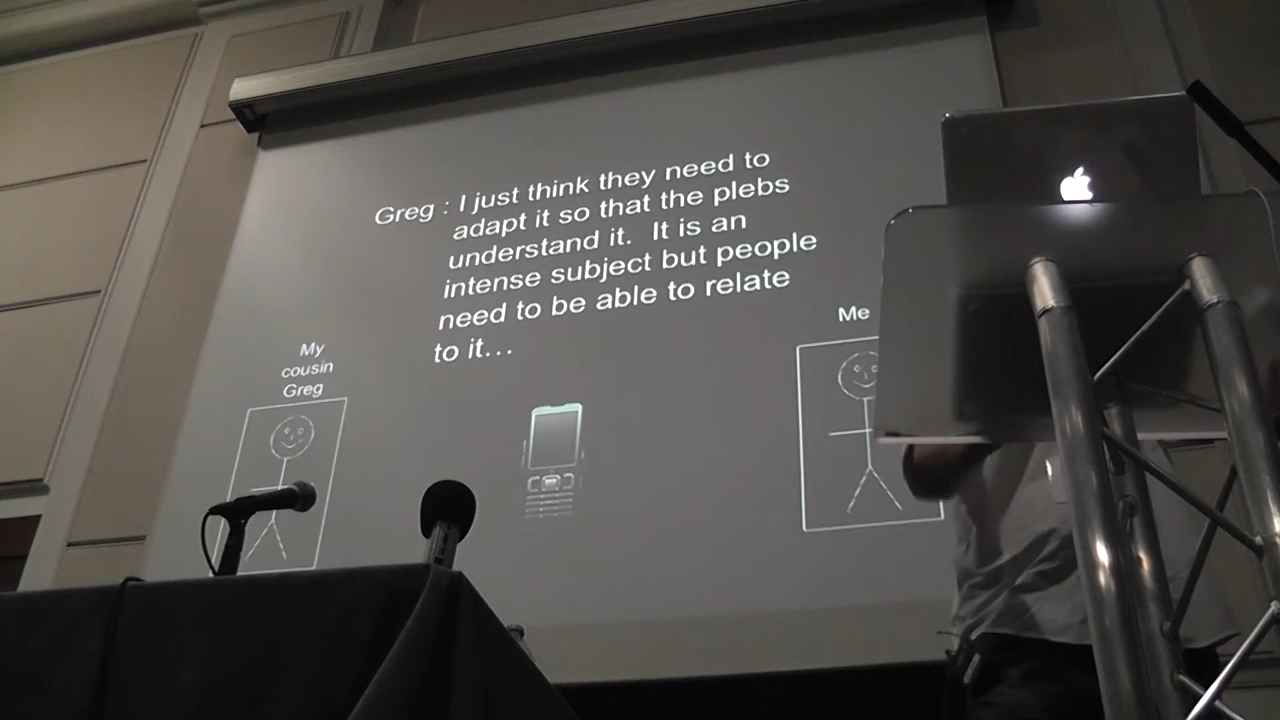 Greg : I just think they need to
adapt it so that the plebs
understand it. It is an
intense subject but people
need to be able to relate
to it...
Me
My
cousin
Greg